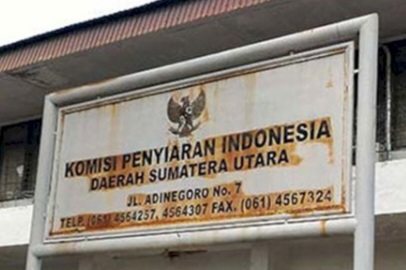 KOMISI PENYIARAN INDONESIA
DAERAH SUMATERA UTARA
JL. ADINEGORO No. 7
TELP. (061) 4564257, 4564307 FAX. (061) 4567324